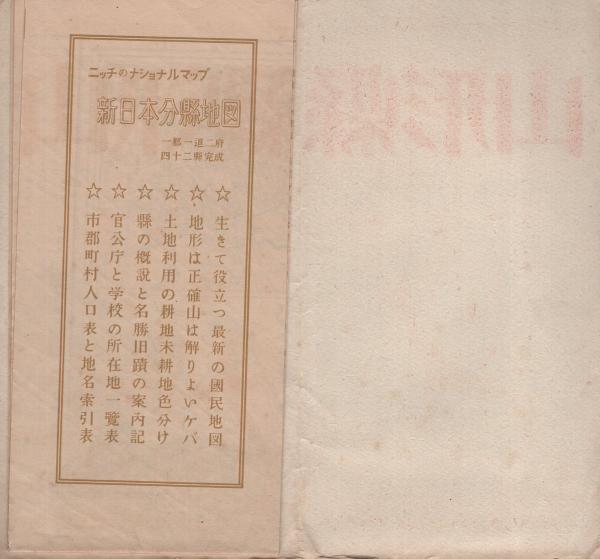 ニッチのナショナルマップ
新日本分縣地図
一都一道二府
四十二縣完成
☆ 生きて役立つ最新の國民地図
☆ 地形は正確山は解りよいケバ
☆ 土地利用の耕地未耕地色分け
☆ 縣の概説と名勝旧蹟の案内記
☆ 官公庁と学校の所在地一覽表
☆ 市郡町村人口表と地名索引表
山形縣